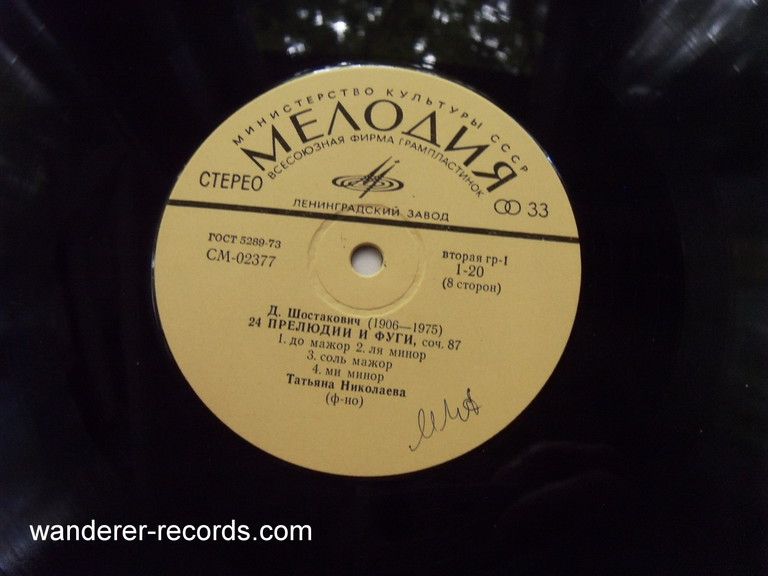 МИНИСТЕРСТВО КУЛЬТУРЫ СССР
МЕЛОДИЯ
ВСЕСОЮЗНАЯ ФИРМА ГРАМПЛАСТИНОК
СТЕРЕО
33
ЛЕНИНГРАДСКИЙ ЗАВОД
ГОСТ 5289-73
СМ-02377
вторая гр-1
1-20
(8 сторон)
Д. Шостакович (1906—1975)
24 ПРЕЛЮДИИ И ФУГИ, соч. 87
1. до мажор 2. ля минор
3. соль мажор
4. ми минор
Татьяна Николаева
(ф-но)
wanderer-records.com